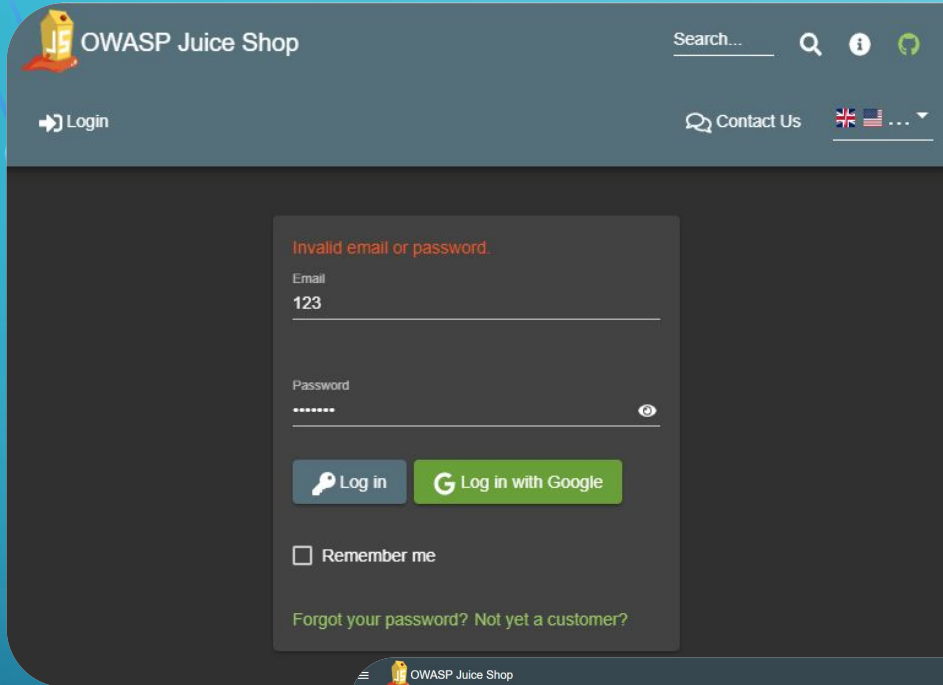 OWASP Juice Shop
Search...
Login
Contact Us
...
Invalid email or password.
Email
123
Password
•••••••
Log in
G Log in with Google
Remember me
Forgot your password? Not yet a customer?
OWASP Juice Shop